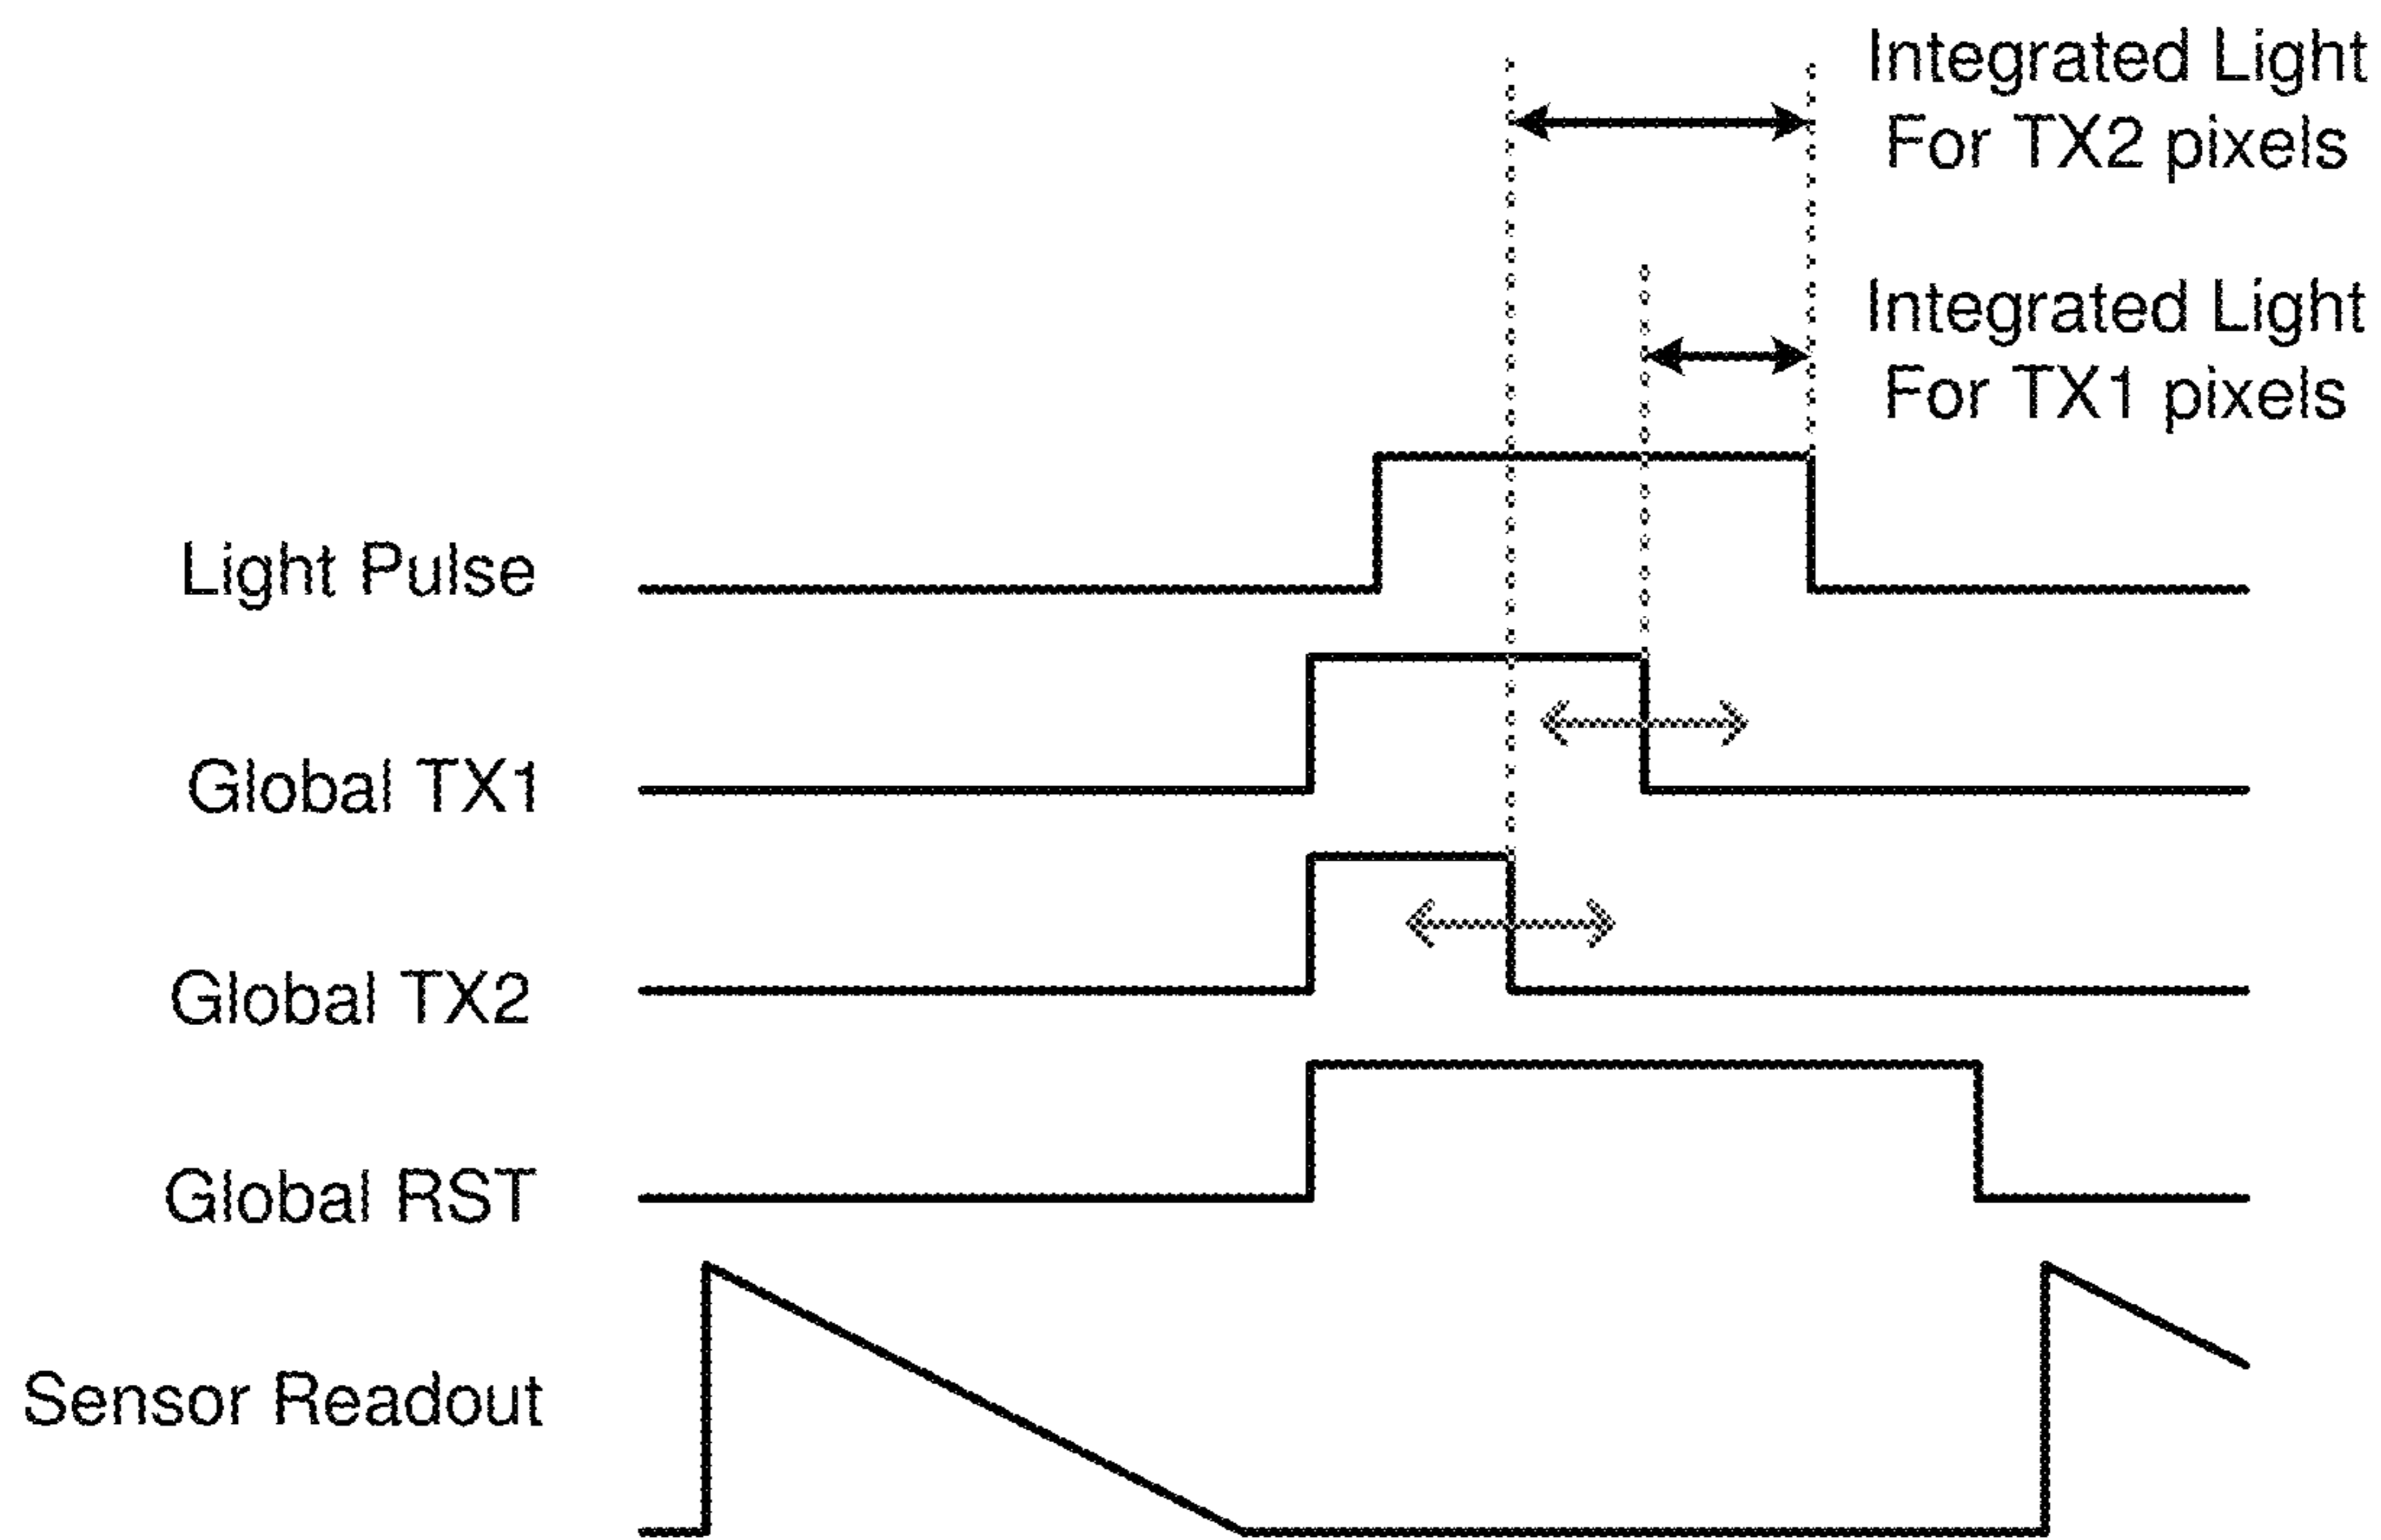 Integrated Light
For TX2 pixels
Integrated Light
For TX1 pixels
Light Pulse
Global TX1
Global TX2
Global RST
Sensor Readout